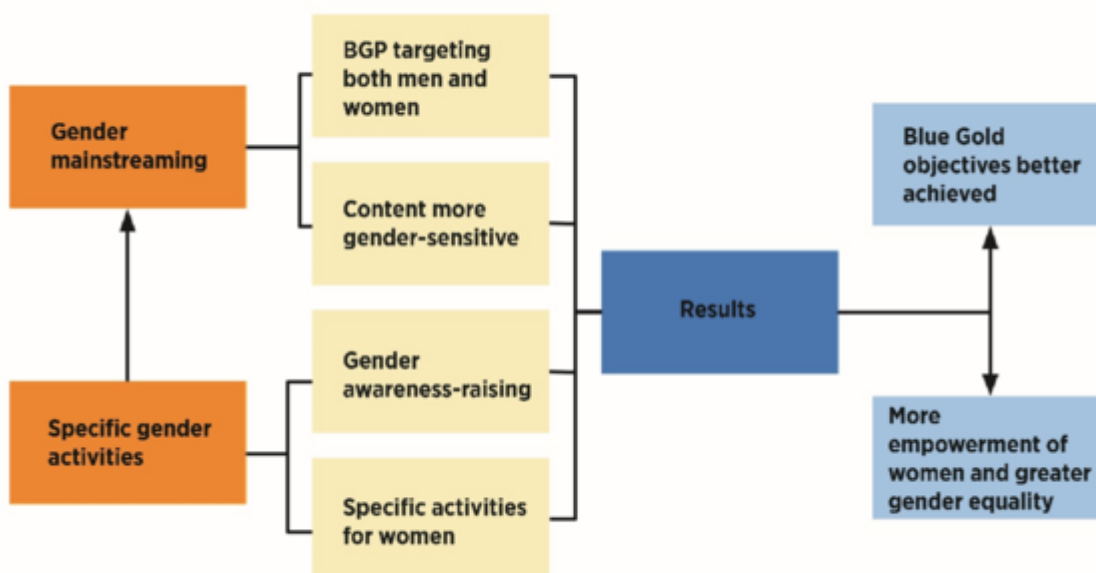 BGP targeting
both men and
women
Gender
mainstreaming
Content more
gender-sensitive
Blue Gold
objectives better
achieved
Results
Gender
awareness-raising
Specific gender
activities
Specific activities
for women
More
empowerment of
women and greater
gender equality